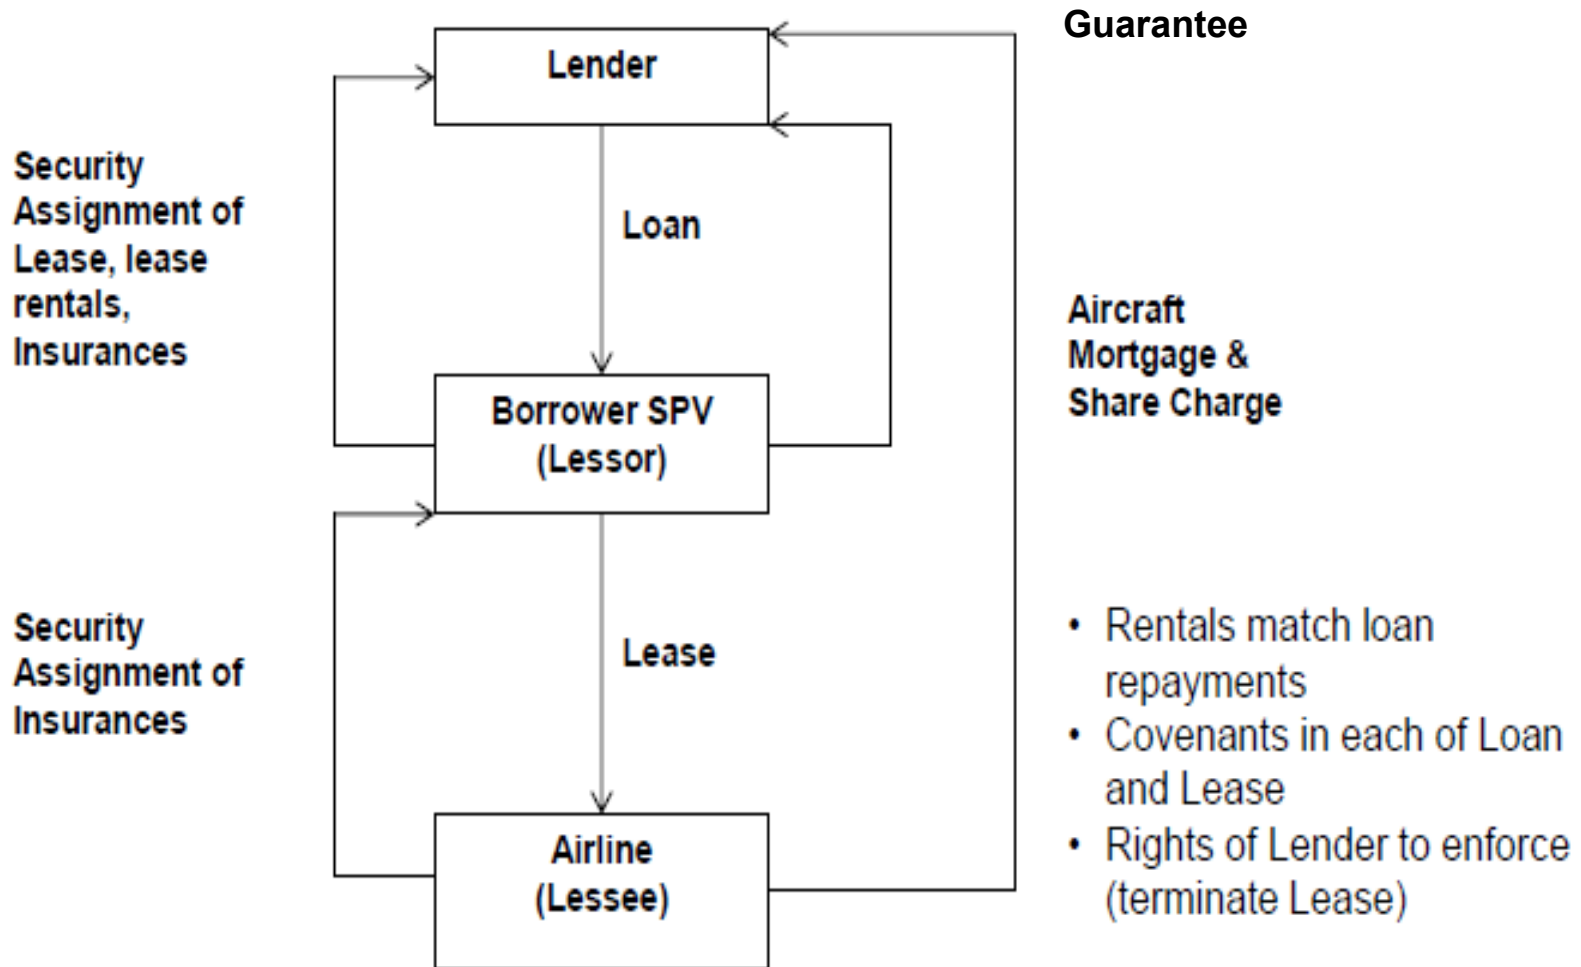 Guarantee
Lender
Security
Assignment of
Lease, lease
rentals,
Insurances
Loan
Aircraft
Mortgage &
Share Charge
Borrower SPV
(Lessor)
Security
Assignment of
Insurances
Lease
• Rentals match loan
repayments
• Covenants in each of Loan
and Lease
• Rights of Lender to enforce
(terminate Lease)
Airline
(Lessee)